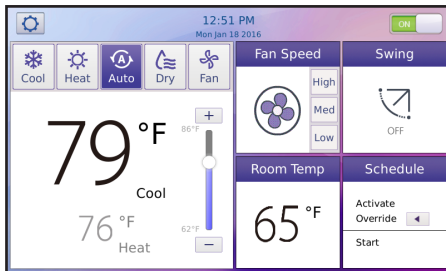 12:51 PM
Mon Jan 18 2016
ON
Cool
Heat
Auto
Dry
Fan
A
79°F
Cool
76°F
Heat
+
86°F
62°F
−
Fan Speed
High
Med
Low
Swing
OFF
Room Temp
65°F
Schedule
Activate
Override
Start